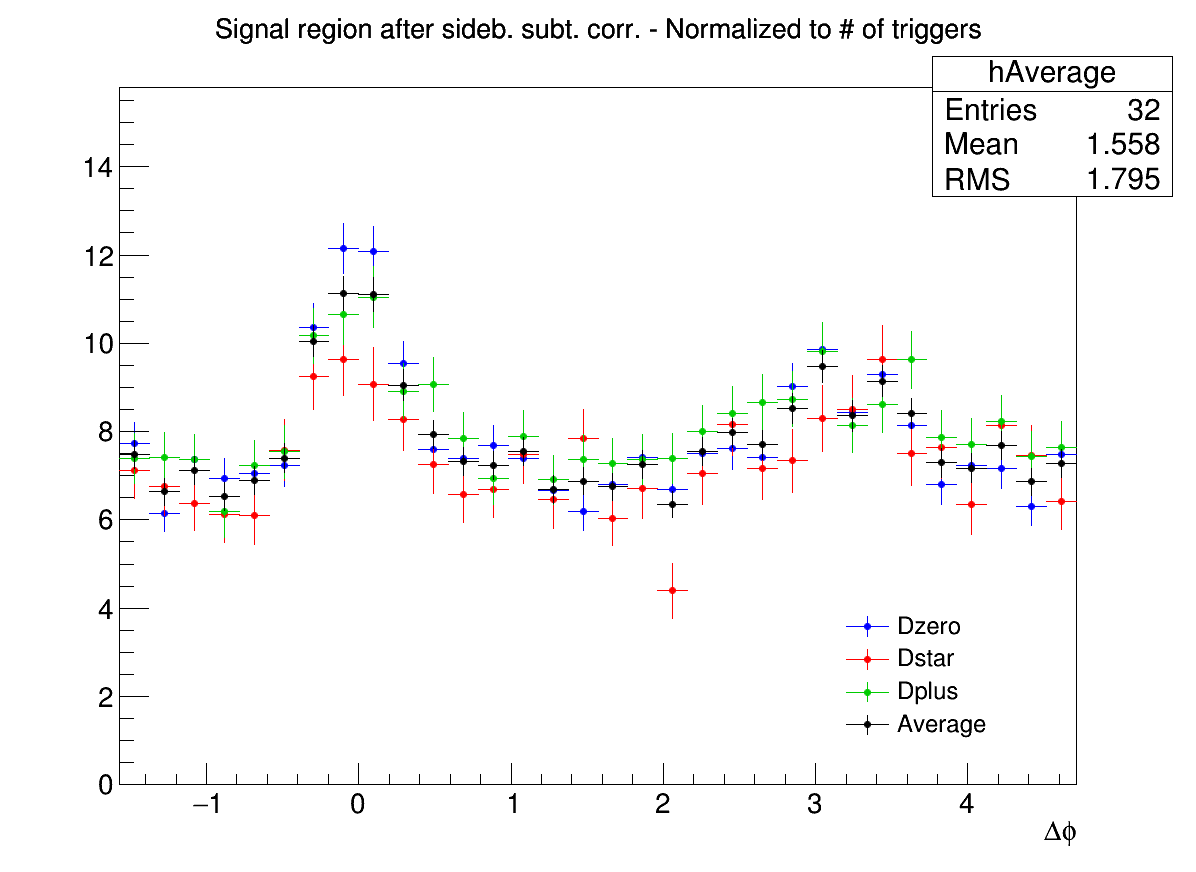 Signal region after sideb. subt. corr. - Normalized to # of triggers
hAverage
Entries 32
Mean 1.558
RMS 1.795
14
12
10
8
6
4
2
0
Dzero
Dstar
Dplus
Average
−1 0 1 2 3 4
Δϕ